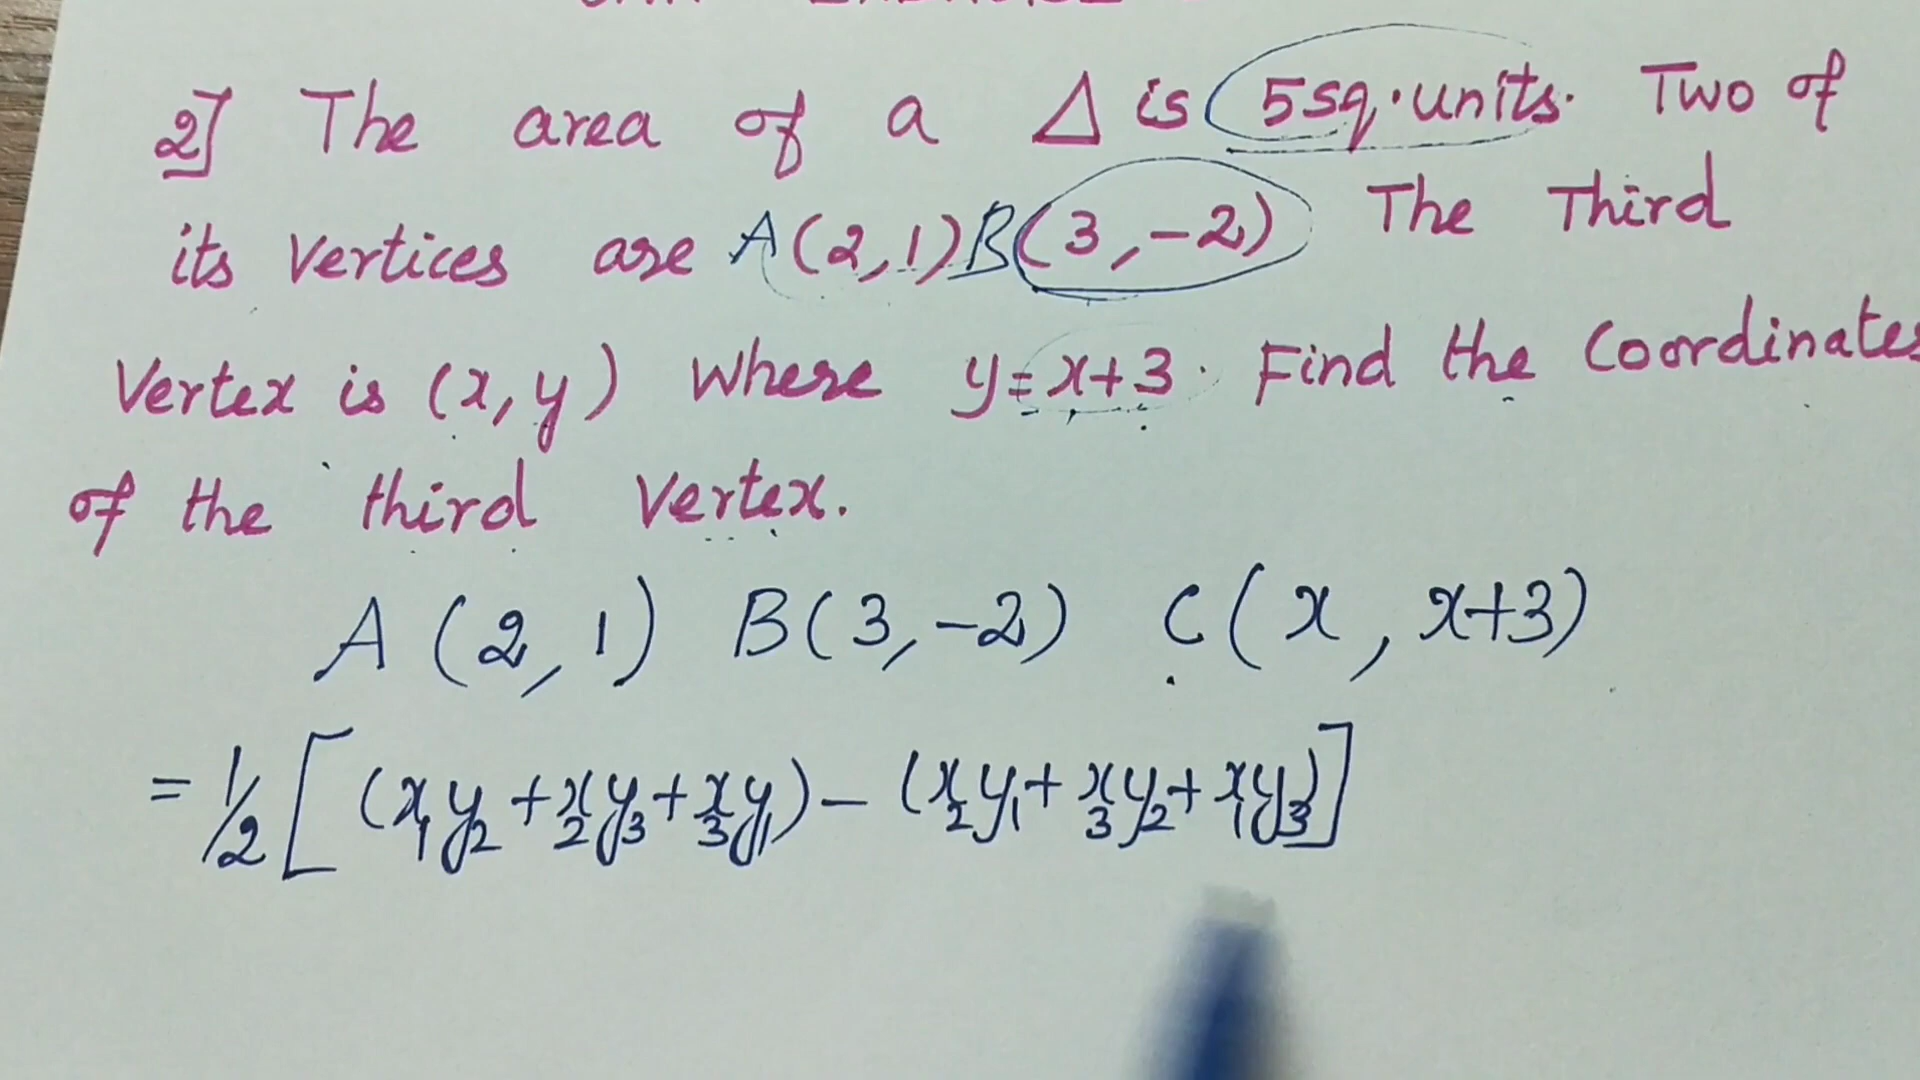 2] The area of a Δ is 5sq.units. Two of
its vertices are A(2,1) B(3,-2) The Third
Vertex is (x,y) where y=x+3. Find the Coordinates
of the third Vertex.
A(2,1) B(3,-2) C(x, x+3)
= 1/2 [(x₁y₂+x₂y₃+x₃y₁) - (x₂y₁+x₃y₂+x₁y₃)]